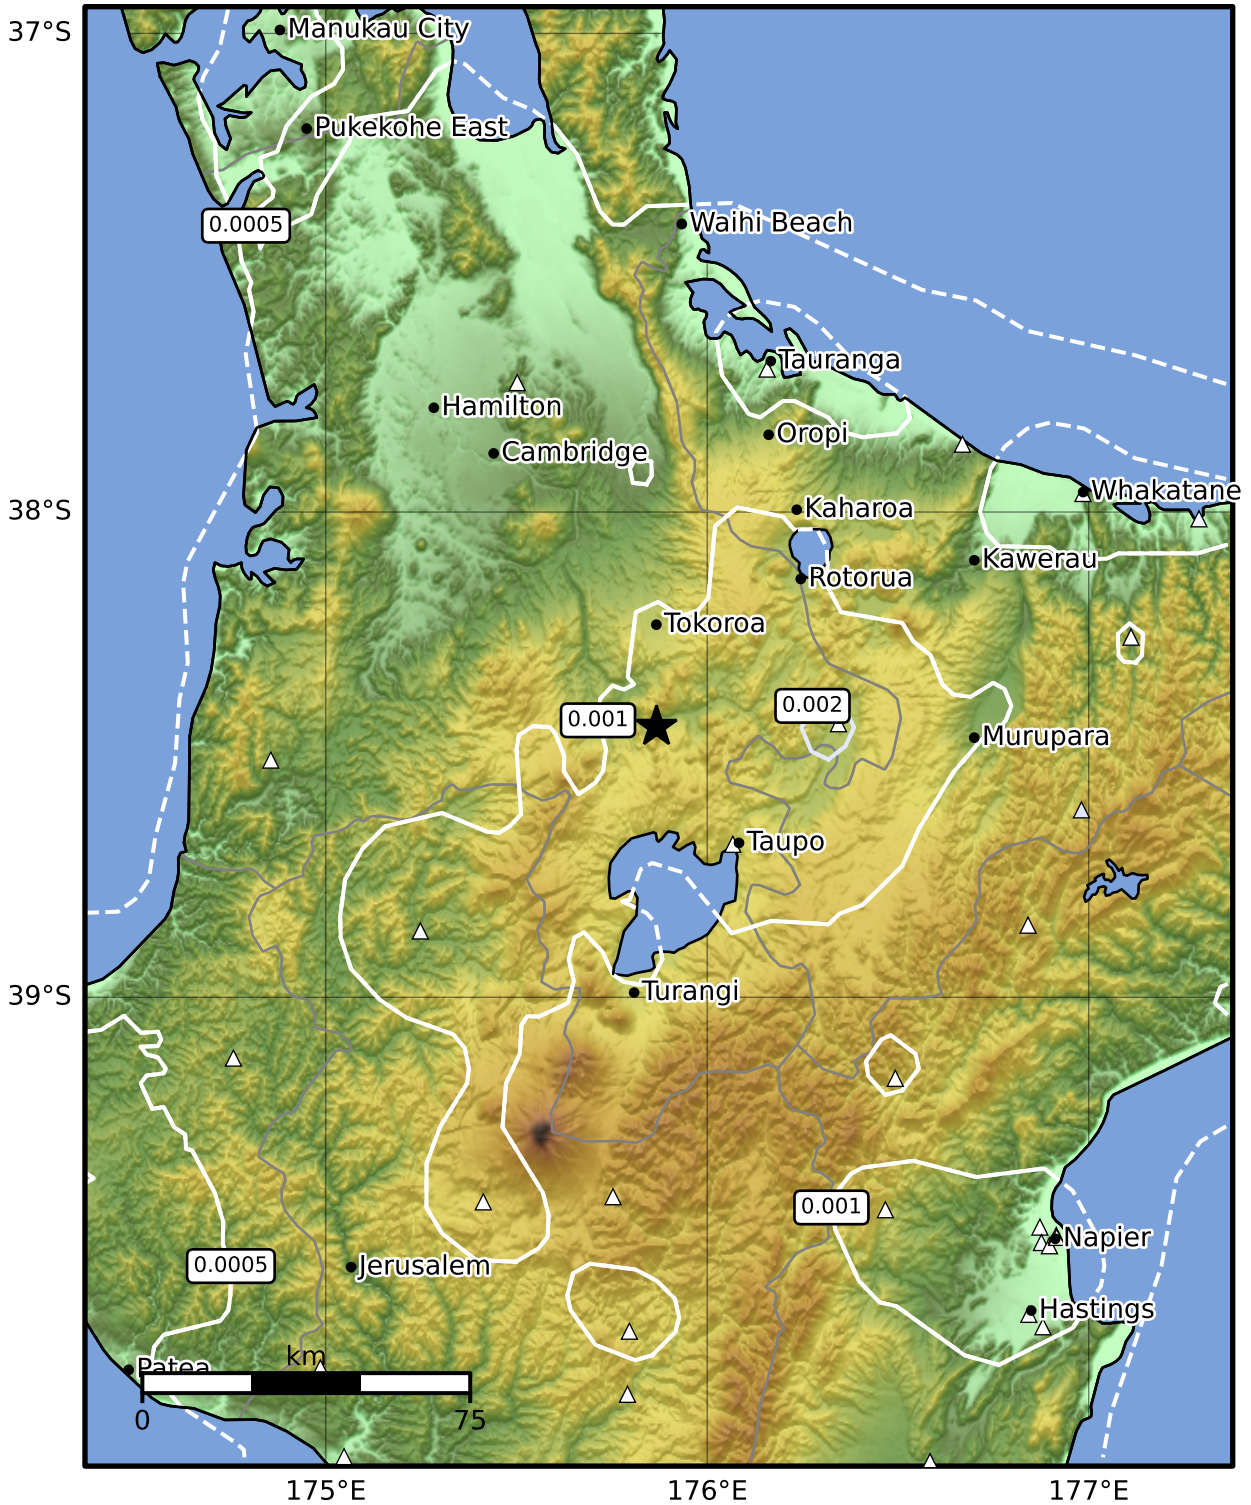 37°S
Manukau City
Pukekohe East
0.0005
Waihi Beach
Tauranga
Hamilton
Oropi
Cambridge
Whakatane
38°S
Kaharoa
Kawerau
Rotorua
Tokoroa
0.002
0.001
Murupara
Taupo
39°S
Turangi
0.001
Napier
0.0005
Jerusalem
Hastings
km
Patea
0
75
175°E
176°E
177°E